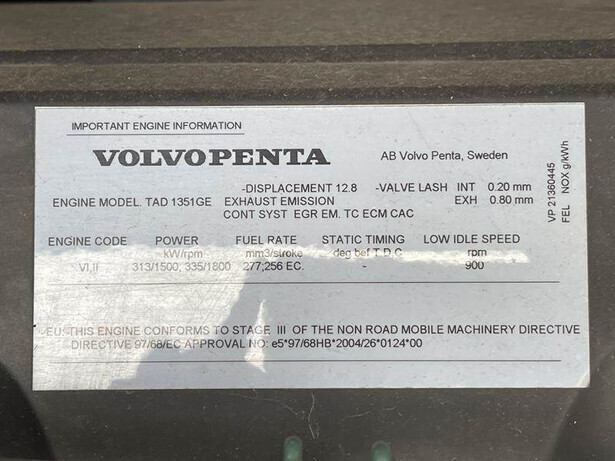 IMPORTANT ENGINE INFORMATION
VOLVO PENTA AB Volvo Penta, Sweden
-DISPLACEMENT 12.8 -VALVE LASH INT 0.20 mm
ENGINE MODEL. TAD 1351GE EXHAUST EMISSION EXH 0.80 mm
CONT SYST EGR EM. TC ECM CAC
ENGINE CODE POWER FUEL RATE STATIC TIMING LOW IDLE SPEED
kW/rpm mm3/stroke deg bef T.D.C rpm
VI,II 313/1500, 335/1800 277;256 EC. - 900
EU: THIS ENGINE CONFORMS TO STAGE III OF THE NON ROAD MOBILE MACHINERY DIRECTIVE
DIRECTIVE 97/68/EC APPROVAL NO: e5*97/68HB*2004/26*0124*00
VP 21360445
FEL NOX g/kWh